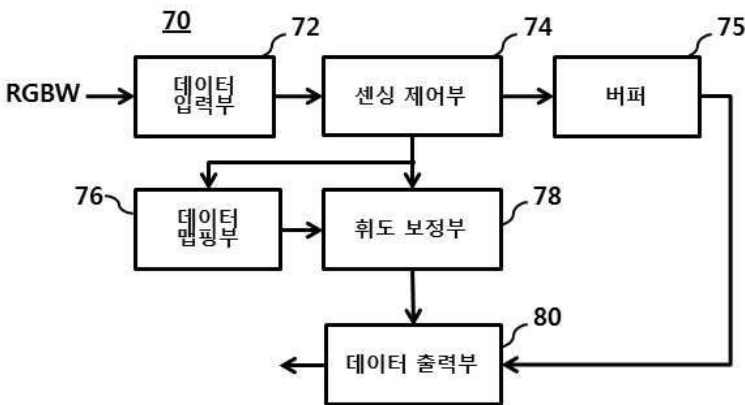 70
72
74
75
RGBW
데이터
입력부
센싱 제어부
버퍼
76
78
데이터
맵핑부
휘도 보정부
80
데이터 출력부